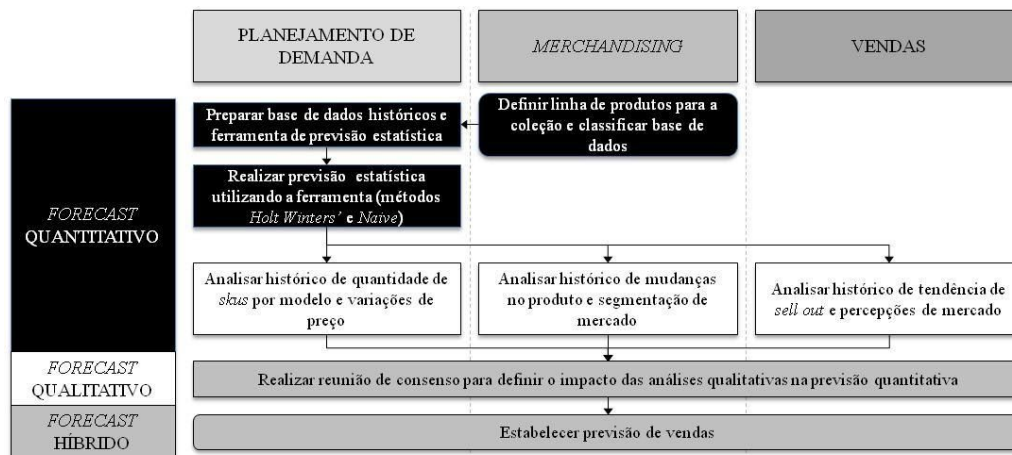 PLANEJAMENTO DE
DEMANDA
MERCHANDISING
VENDAS
FORECAST
QUANTITATIVO
Preparar base de dados históricos e
ferramenta de previsão estatística
Definir linha de produtos para a
coleção e classificar base de
dados
Realizar previsão estatística
utilizando a ferramenta (métodos
Holt Winters’ e Naive)
Analisar histórico de quantidade de
skus por modelo e variações de
preço
Analisar histórico de mudanças
no produto e segmentação de
mercado
Analisar histórico de tendência de
sell out e percepções de mercado
FORECAST
QUALITATIVO
Realizar reunião de consenso para definir o impacto das análises qualitativas na previsão quantitativa
FORECAST
HÍBRIDO
Estabelecer previsão de vendas